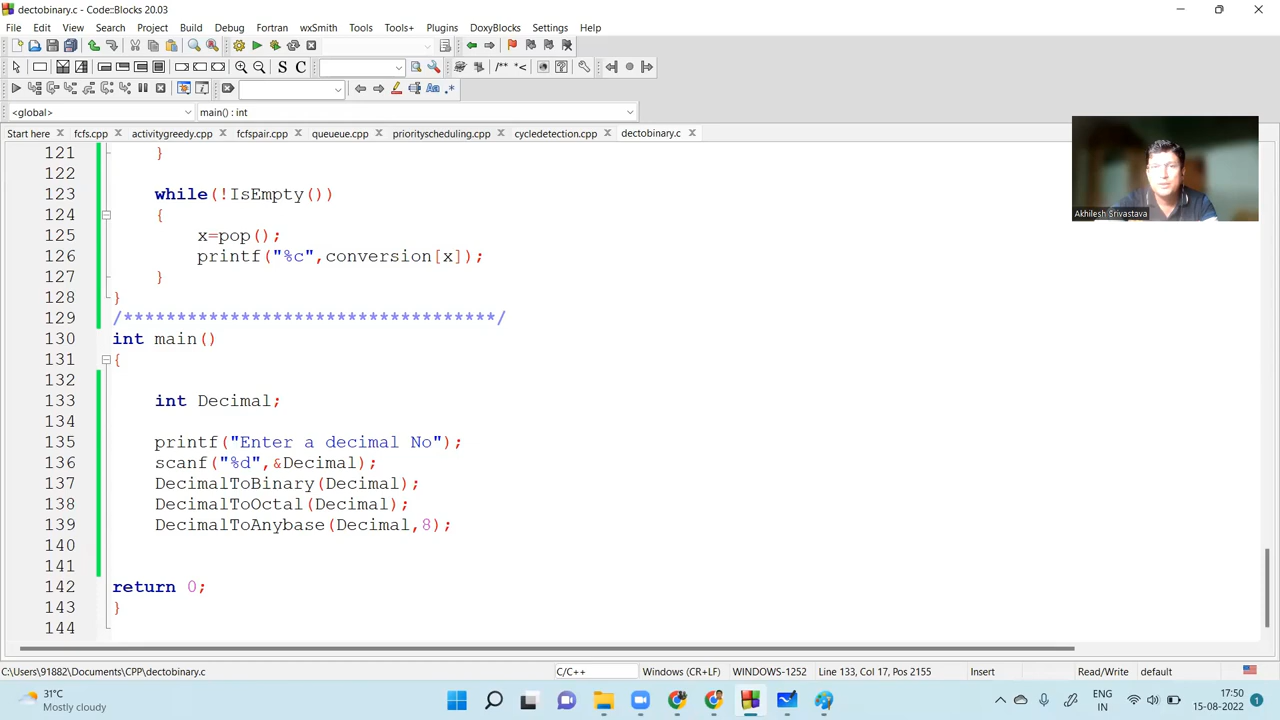 dectobinary.c - Code::Blocks 20.03
File Edit View Search Project Build Debug Fortran wxSmith Tools Tools+ Plugins DoxyBlocks Settings Help
S C /** *<
Aa .*
<global> main() : int
Start here fcfs.cpp activitygreedy.cpp fcfspair.cpp queueue.cpp priorityscheduling.cpp cycledetection.cpp dectobinary.c
121 }
122
123 while(!IsEmpty())
124 {
125 x=pop();
126 printf("%c",conversion[x]);
127 }
128 }
129 /***********************************/
130 int main()
131 {
132
133 int Decimal;
134
135 printf("Enter a decimal No");
136 scanf("%d",&Decimal);
137 DecimalToBinary(Decimal);
138 DecimalToOctal(Decimal);
139 DecimalToAnybase(Decimal,8);
140
141
142 return 0;
143 }
144
Akhilesh Srivastava
C:\Users\91882\Documents\CPP\dectobinary.c C/C++ Windows (CR+LF) WINDOWS-1252 Line 133, Col 17, Pos 2155 Insert Read/Write default
31°C
Mostly cloudy
ENG
IN
17:50
15-08-2022
1